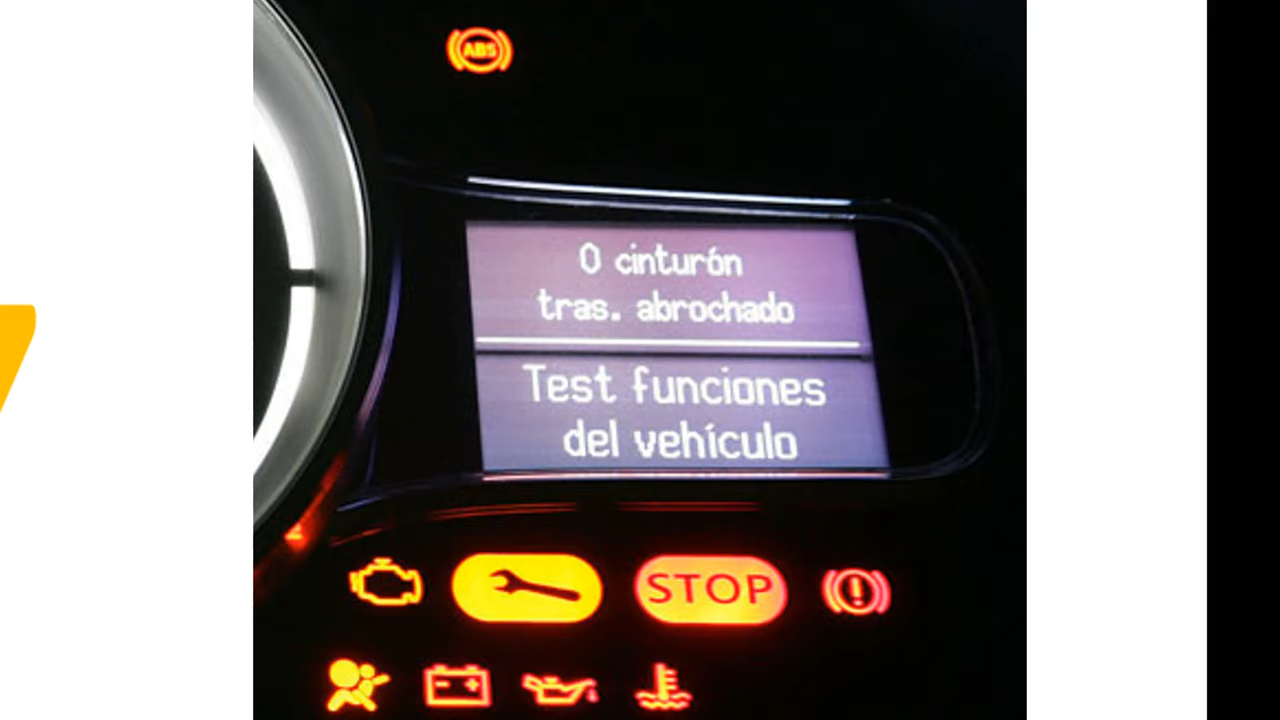 ABS
0 cinturón
tras. abrochado
Test funciones
del vehículo
STOP